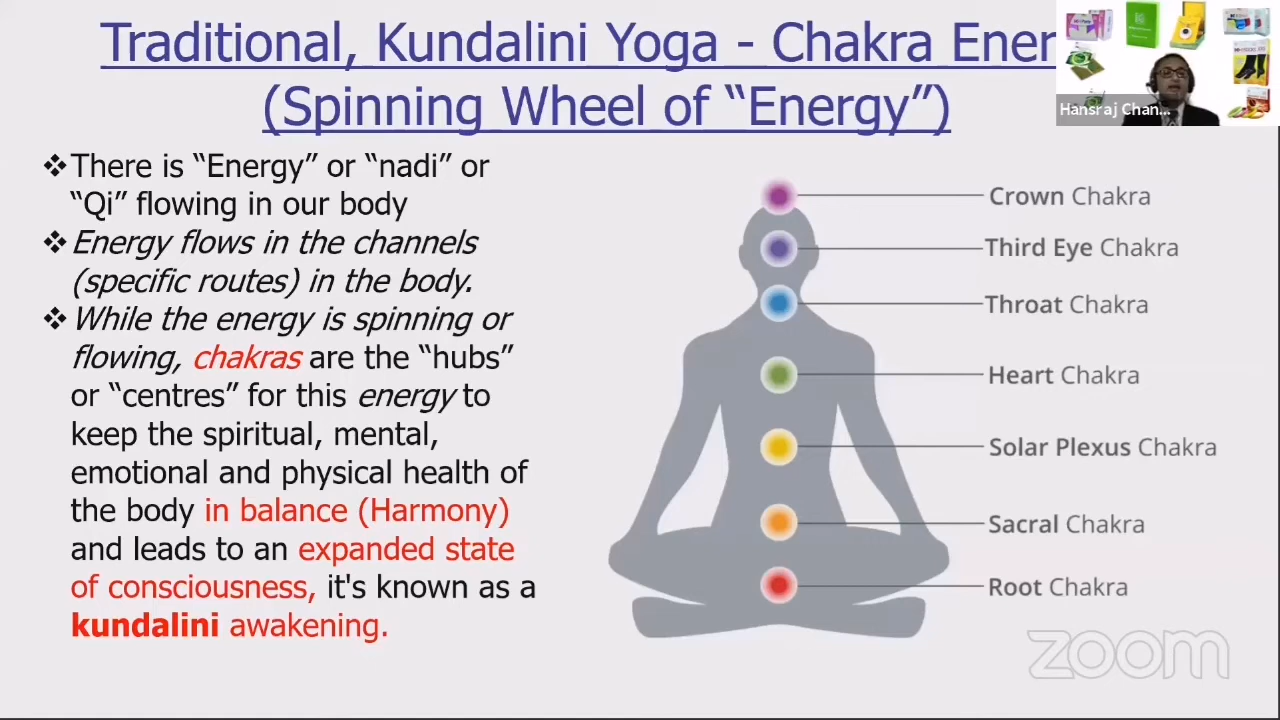 Traditional, Kundalini Yoga - Chakra Ener
(Spinning Wheel of “Energy”)
Hansraj Chan...
❖There is “Energy” or “nadi” or
“Qi” flowing in our body
❖Energy flows in the channels
(specific routes) in the body.
❖While the energy is spinning or
flowing, chakras are the “hubs”
or “centres” for this energy to
keep the spiritual, mental,
emotional and physical health of
the body in balance (Harmony)
and leads to an expanded state
of consciousness, it's known as a
kundalini awakening.
Crown Chakra
Third Eye Chakra
Throat Chakra
Heart Chakra
Solar Plexus Chakra
Sacral Chakra
Root Chakra
zoom